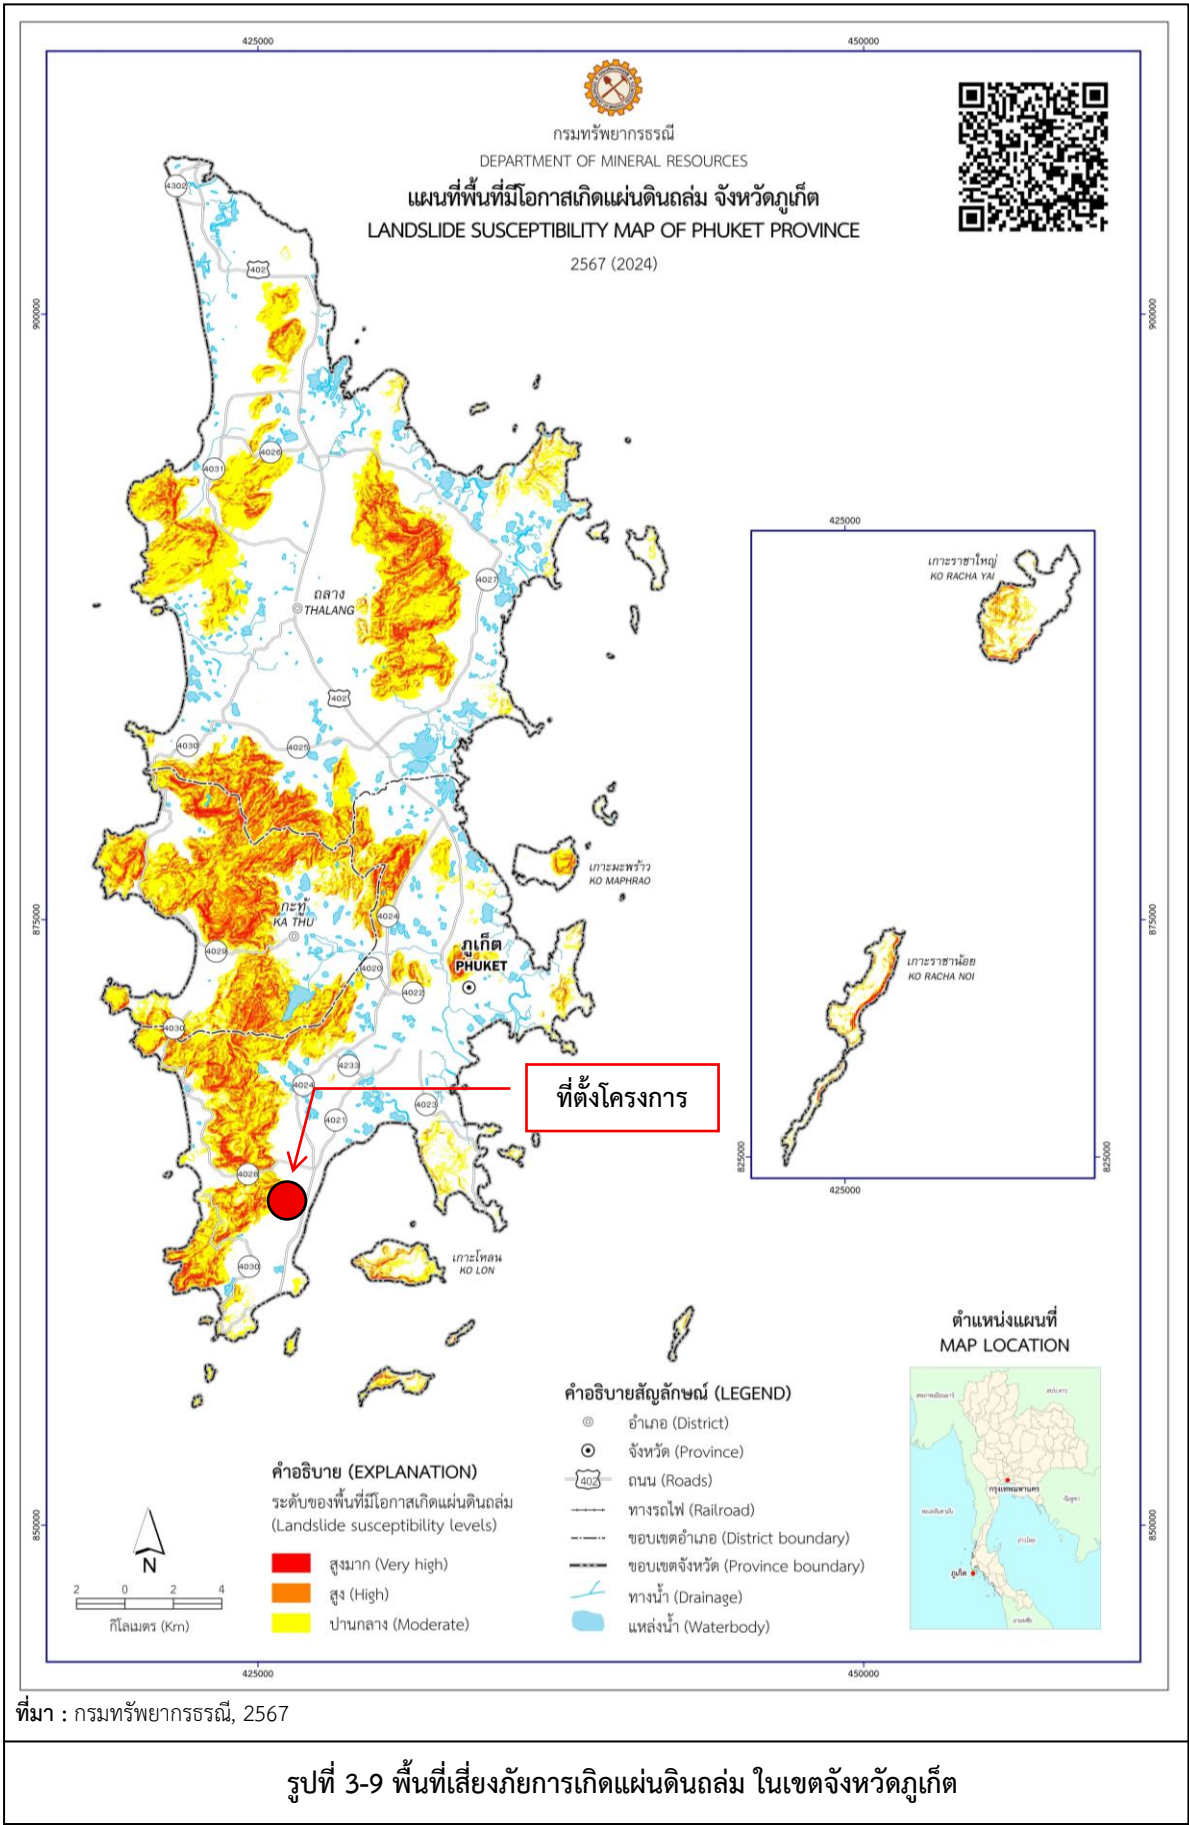 425000
450000
กรมทรัพยากรธรณี
DEPARTMENT OF MINERAL RESOURCES
แผนที่พื้นที่มีโอกาสเกิดแผ่นดินถล่ม จังหวัดภูเก็ต
LANDSLIDE SUSCEPTIBILITY MAP OF PHUKET PROVINCE
2567 (2024)
4302
402
900000
900000
4026
4031
425000
เกาะราชาใหญ่
KO RACHA YAI
4027
ถลาง
THALANG
402
4030
4025
เกาะมะพร้าว
KO MAPHRAO
กะทู้
KA THU
4024
875000
875000
4029
ภูเก็ต
PHUKET
4020
4022
เกาะราชาน้อย
KO RACHA NOI
4030
4233
4024
ที่ตั้งโครงการ
4023
4021
825000
825000
4028
425000
เกาะโหลน
KO LON
4030
ตำแหน่งแผนที่
MAP LOCATION
กรุงเทพมหานคร
ภูเก็ต
คำอธิบายสัญลักษณ์ (LEGEND)
อำเภอ (District)
จังหวัด (Province)
402 ถนน (Roads)
ทางรถไฟ (Railroad)
ขอบเขตอำเภอ (District boundary)
ขอบเขตจังหวัด (Province boundary)
ทางน้ำ (Drainage)
แหล่งน้ำ (Waterbody)
คำอธิบาย (EXPLANATION)
ระดับของพื้นที่มีโอกาสเกิดแผ่นดินถล่ม
(Landslide susceptibility levels)
สูงมาก (Very high)
สูง (High)
ปานกลาง (Moderate)
850000
850000
N
2 0 2 4
กิโลเมตร (Km)
425000
450000
ที่มา : กรมทรัพยากรธรณี, 2567
รูปที่ 3-9 พื้นที่เสี่ยงภัยการเกิดแผ่นดินถล่ม ในเขตจังหวัดภูเก็ต